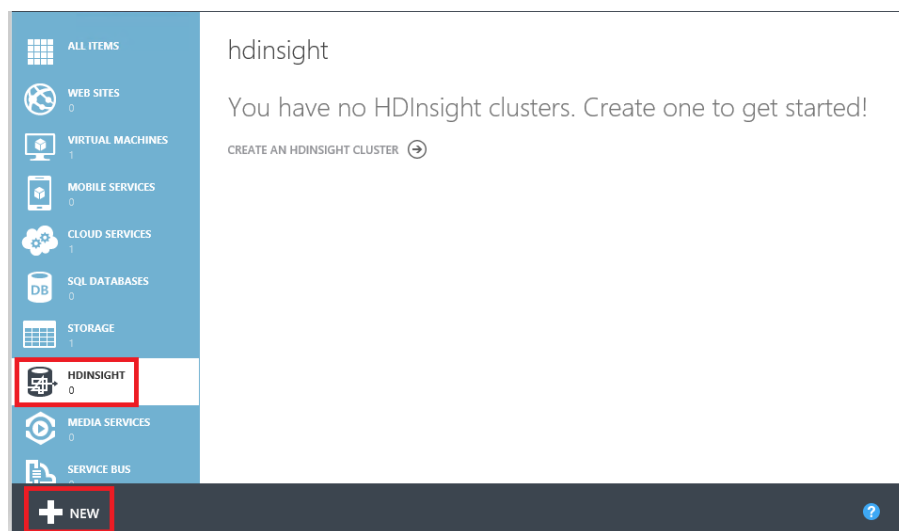 ALL ITEMS
WEB SITES
0
VIRTUAL MACHINES
1
MOBILE SERVICES
0
CLOUD SERVICES
1
DB
SQL DATABASES
0
STORAGE
1
HDINSIGHT
0
MEDIA SERVICES
0
SERVICE BUS
hdinsight
You have no HDInsight clusters. Create one to get started!
CREATE AN HDINSIGHT CLUSTER
NEW
?